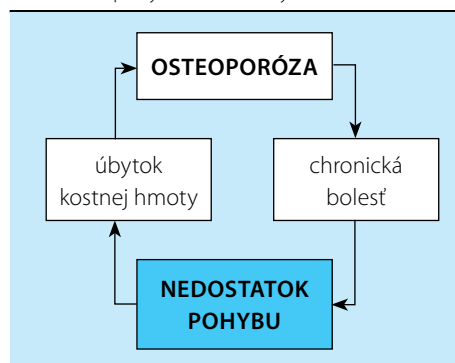 OSTEOPORÓZA
úbytok
kostnej hmoty
chronická
bolesť
NEDOSTATOK
POHYBU